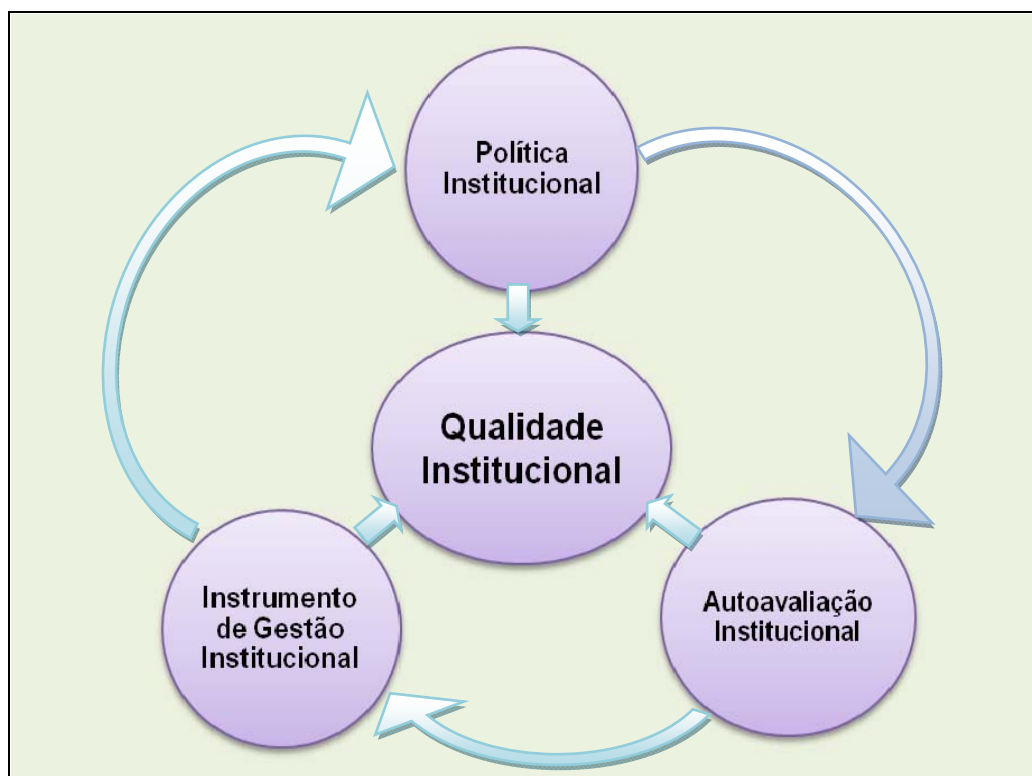 Política
Institucional
Qualidade
Institucional
Instrumento
de Gestão
Institucional
Autoavaliação
Institucional